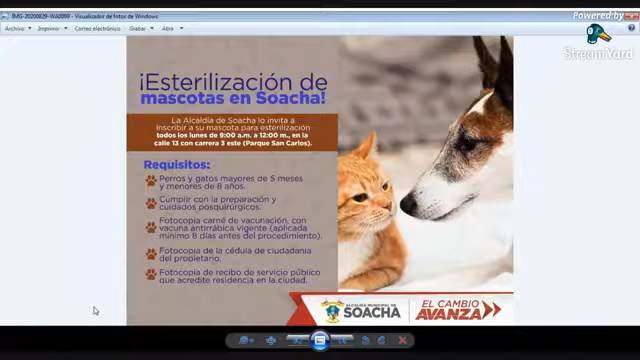 IMG-20200829-WA0099 - Visualizador de fotos de Windows
Archivo Imprimir Correo electrónico Grabar Abrir
Powered by
StreamYard
¡Esterilización de
mascotas en Soacha!
La Alcaldía de Soacha lo invita a
inscribir a su mascota para esterilización
todos los lunes de 9:00 a.m. a 12:00 m., en la
calle 13 con carrera 3 este (Parque San Carlos).
Requisitos:
Perros y gatos mayores de 5 meses
y menores de 8 años.
Cumplir con la preparación y
cuidados posquirúrgicos.
Fotocopia carné de vacunación, con
vacuna antirrábica vigente (aplicada
mínimo 8 días antes del procedimiento).
Fotocopia de la cédula de ciudadanía
del propietario.
Fotocopia de recibo de servicio público
que acredite residencia en la ciudad.
ALCALDÍA MUNICIPAL DE
SOACHA
EL CAMBIO
AVANZA